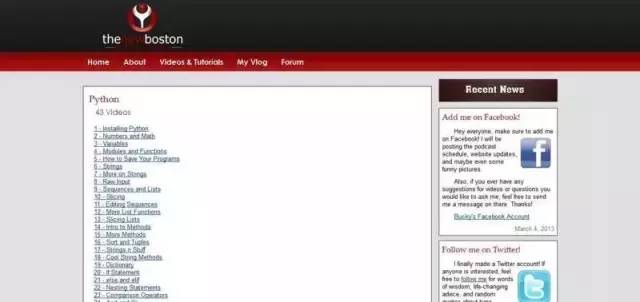 thenewboston
Home About Videos & Tutorials My Vlog Forum
Python
43 Videos
1 - Installing Python
2 - Numbers and Math
3 - Variables
4 - Modules and Functions
5 - How to Save Your Programs
6 - Strings
7 - More on Strings
8 - Raw Input
9 - Sequences and Lists
10 - Slicing
11 - Editing Sequences
12 - More List Functions
13 - Slicing Lists
14 - Intro to Methods
15 - More Methods
16 - Sort and Tuples
17 - Strings n Stuff
18 - Cool String Methods
19 - Dictionary
20 - If Statement
21 - else and elif
22 - Nesting Statements
23 - Comparison Operators
Recent News
Add me on Facebook!
Hey everyone, make sure to add me
on Facebook! I will be
posting the podcast
schedule, website updates,
and maybe even some
funny pictures.
Also, if you ever have any
suggestions for videos or questions you
would like to ask me, feel free to send
me a message on there. Thanks!
Bucky's Facebook Account
March 4, 2013
Follow me on Twitter!
I finally made a Twitter account! If
anyone is interested, feel
free to follow me for words
of wisdom, life-changing
advice, and random